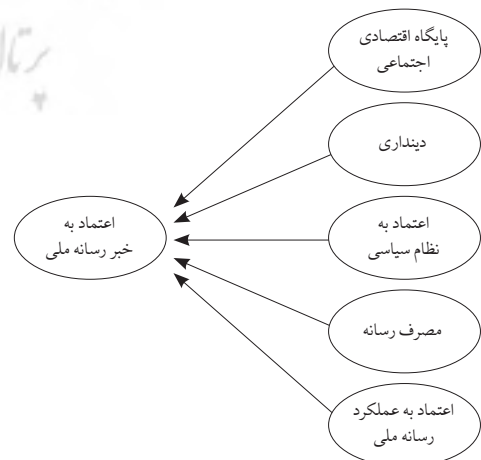 پایگاه اقتصادی
اجتماعی
دینداری
اعتماد به
نظام سیاسی
مصرف رسانه
اعتماد به عملکرد
رسانه ملی
اعتماد به
خبر رسانه ملی